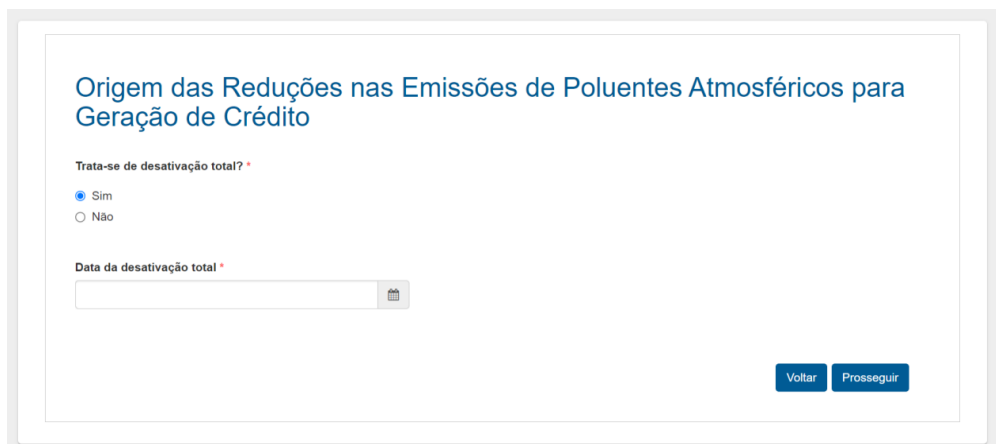 Origem das Reduções nas Emissões de Poluentes Atmosféricos para
Geração de Crédito
Trata-se de desativação total? *
Sim
Não
Data da desativação total *
Voltar Prosseguir